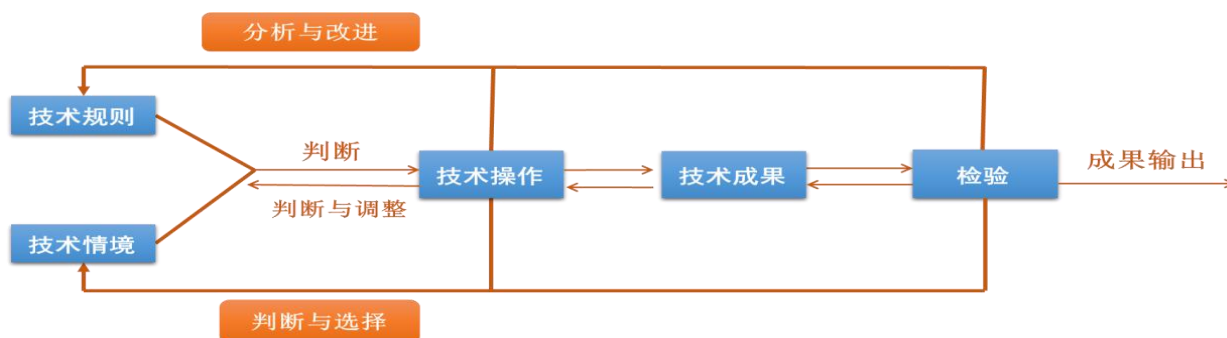 分析与改进
技术规则
判断
技术操作
技术成果
检验
成果输出
判断与调整
技术情境
判断与选择